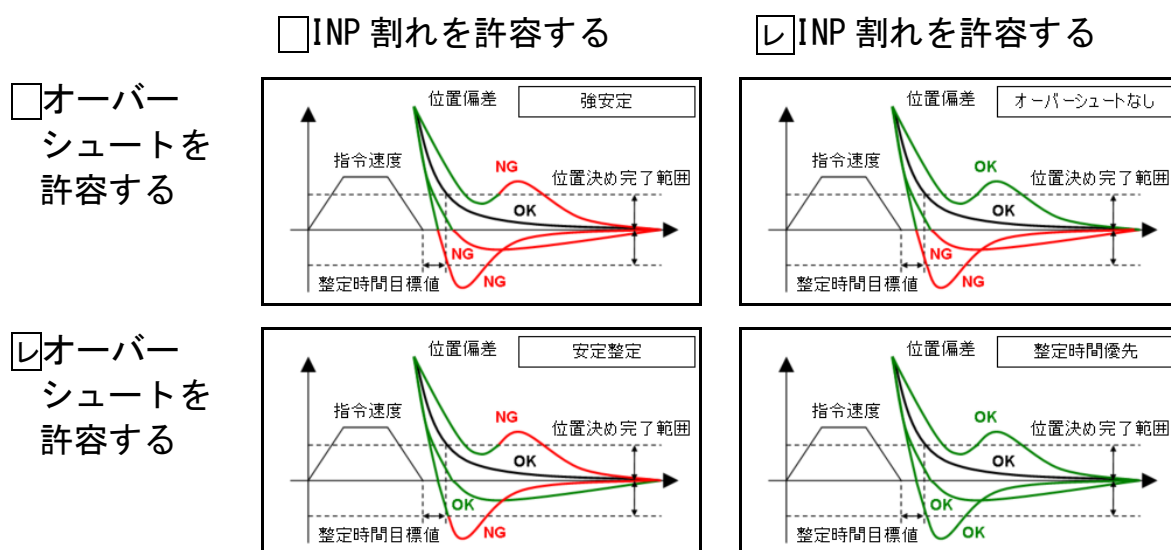 □INP 割れを許容する
レINP 割れを許容する
□オーバー
シュートを
許容する
位置偏差
強安定
指令速度
NG
位置決め完了範囲
OK
NG
整定時間目標値
NG
位置偏差
オーバーシュートなし
指令速度
OK
位置決め完了範囲
OK
NG
整定時間目標値
NG
レオーバー
シュートを
許容する
位置偏差
安定整定
指令速度
NG
位置決め完了範囲
OK
OK
整定時間目標値
NG
位置偏差
整定時間優先
指令速度
OK
位置決め完了範囲
OK
OK
整定時間目標値
OK